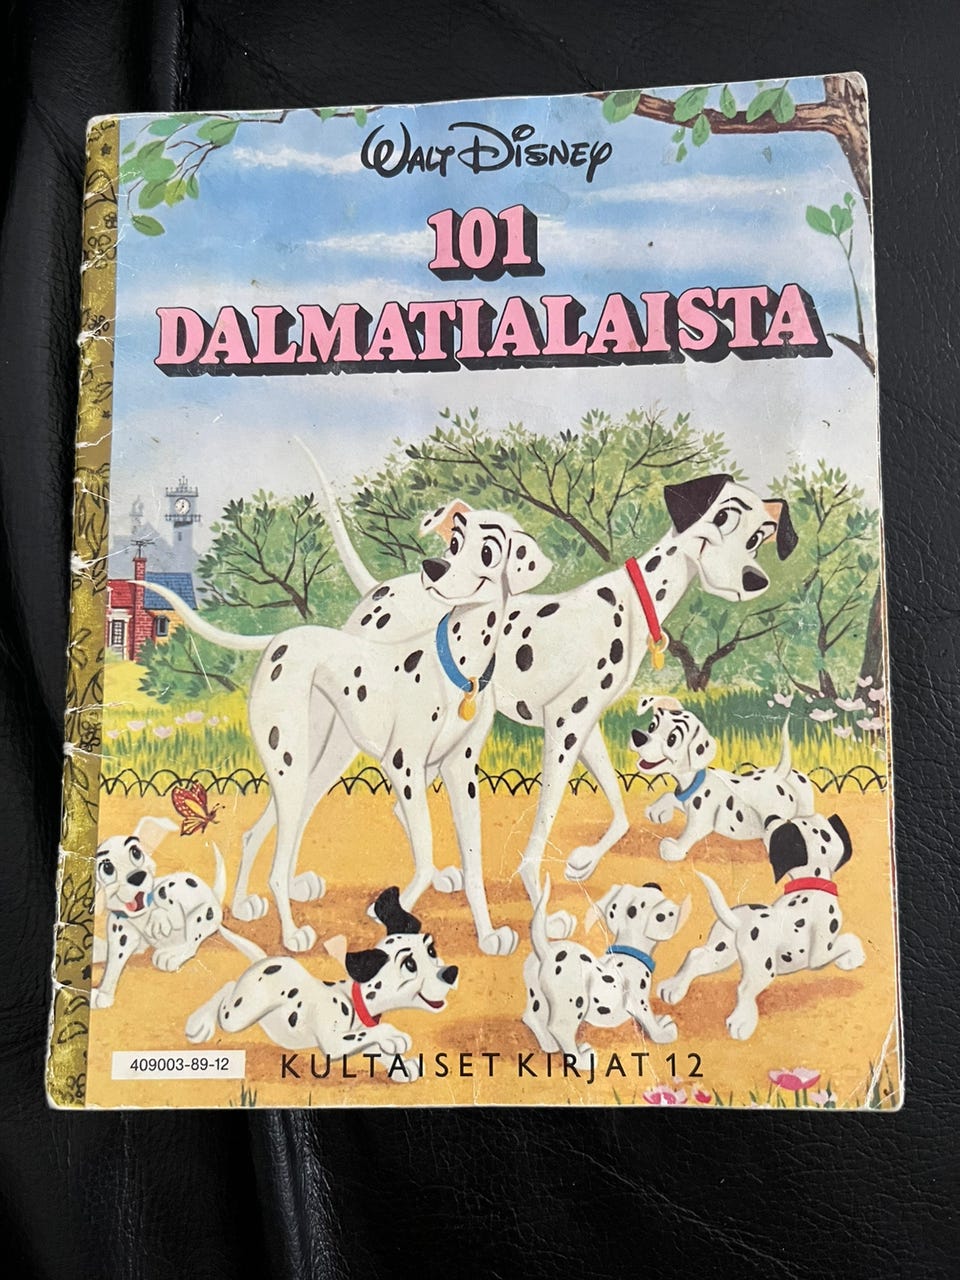 WALT DISNEY
101
DALMATIALAISTA
409003-89-12
KULTAISET KIRJAT 12